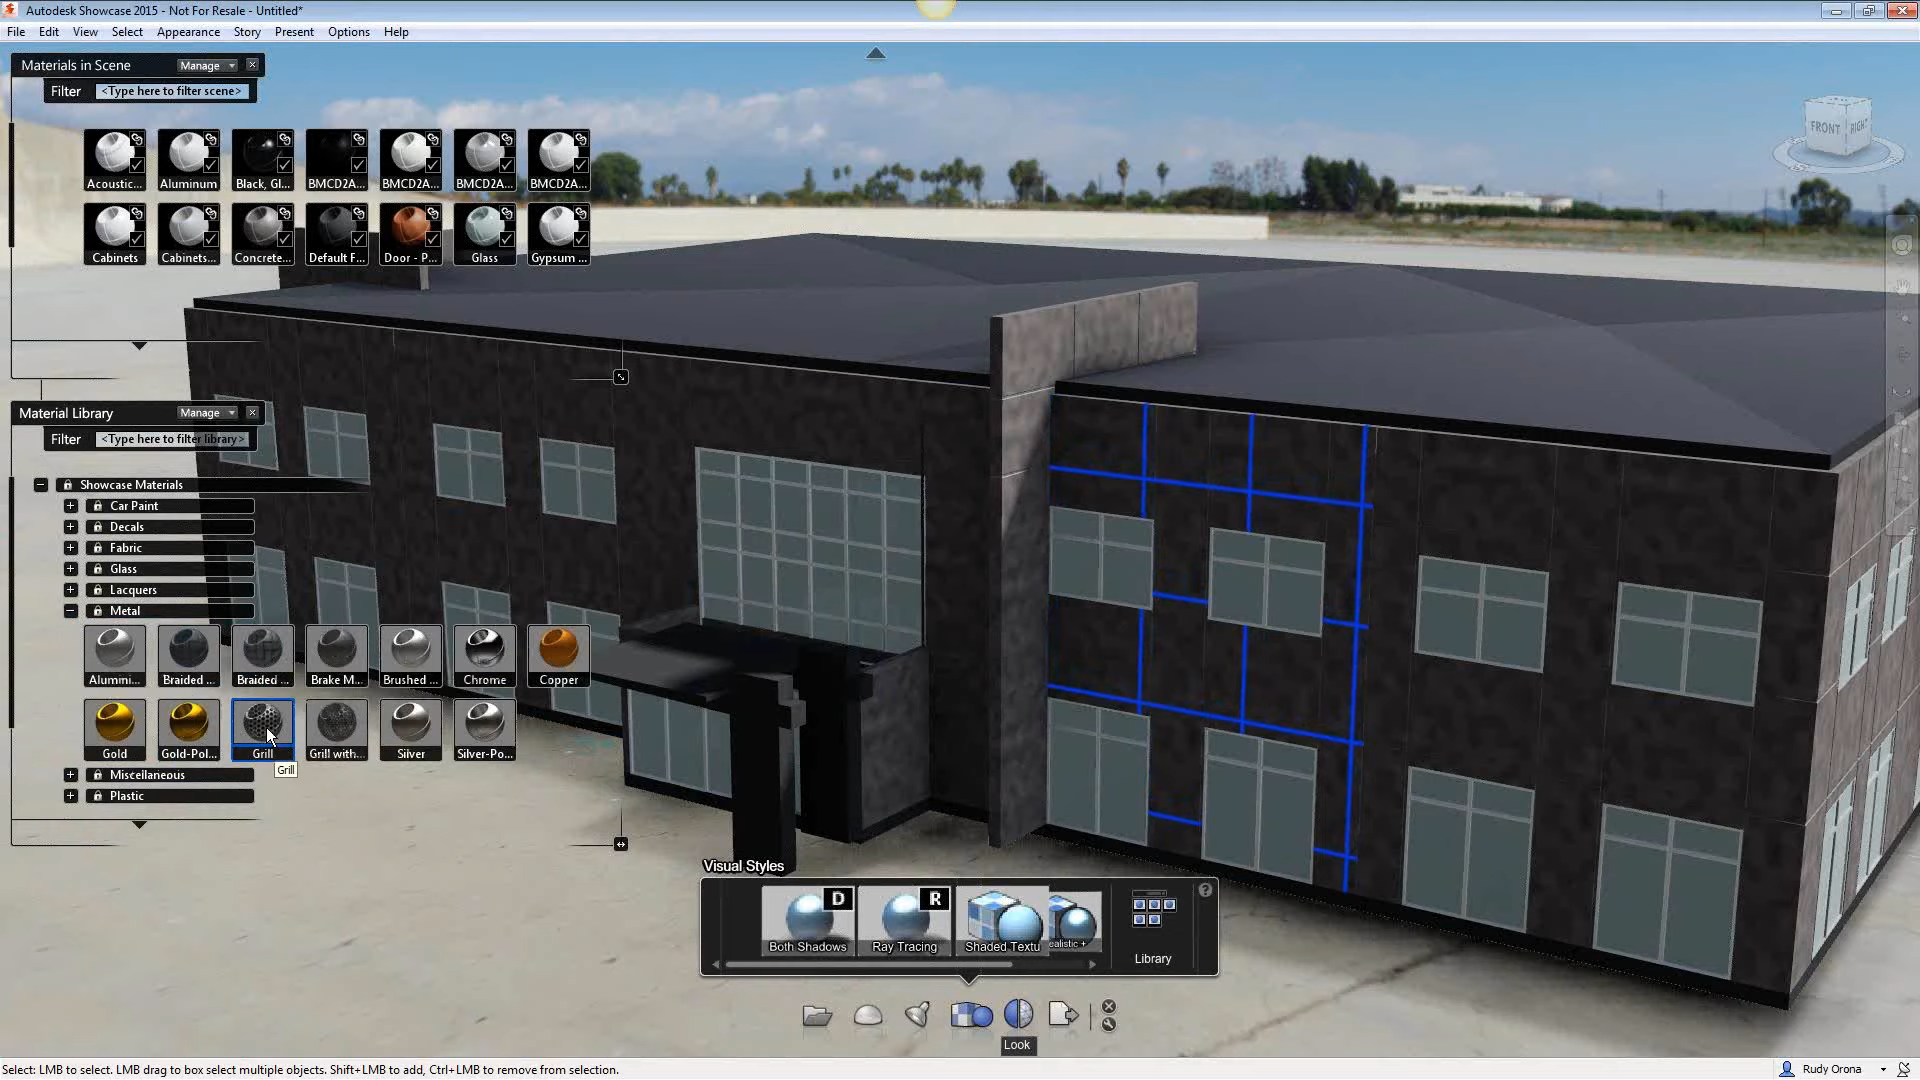 Autodesk Showcase 2015 - Not For Resale - Untitled*
File Edit View Select Appearance Story Present Options Help
Materials in Scene Manage
Filter <Type here to filter scene>
FRONT RIGHT
Acoustic... Aluminum Black, Gl... BMCD2A... BMCD2A... BMCD2A... BMCD2A...
Cabinets Cabinets... Concrete... Default F... Door - P... Glass Gypsum ...
Material Library Manage
Filter <Type here to filter library>
Showcase Materials
Car Paint
Decals
Fabric
Glass
Lacquers
Metal
Alummi... Braided ... Braided ... Brake M... Brushed ... Chrome Copper
Gold Gold-Pol... Grill Grill with... Silver Silver-Po...
Grill
Miscellaneous
Plastic
Visual Styles
D R
Both Shadows Ray Tracing Shaded Textu ealistic +
Library
Look
Select: LMB to select. LMB drag to box select multiple objects. Shift+LMB to add, Ctrl+LMB to remove from selection.
Rudy Orona